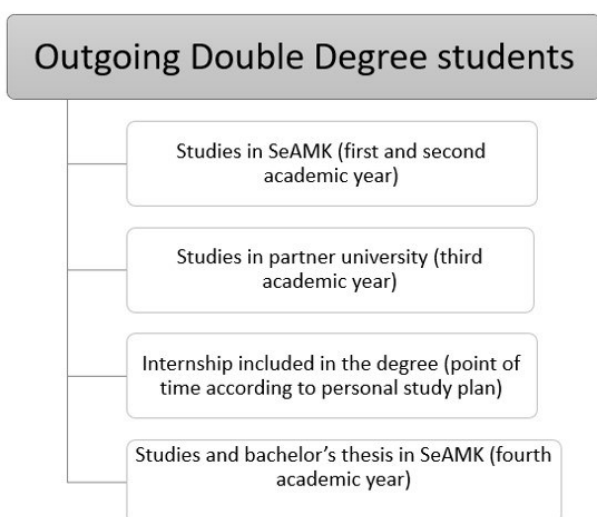 Outgoing Double Degree students
Studies in SeAMK (first and second
academic year)
Studies in partner university (third
academic year)
Internship included in the degree (point of
time according to personal study plan)
Studies and bachelor’s thesis in SeAMK (fourth
academic year)